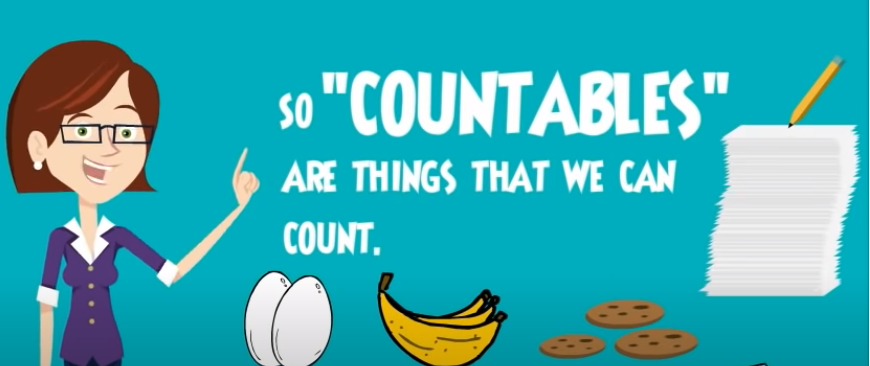 SO "COUNTABLES"
ARE THINGS THAT WE CAN
COUNT.